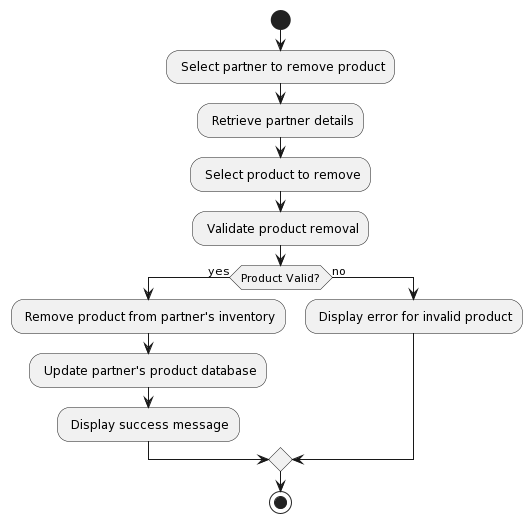 Select partner to remove product
Retrieve partner details
Select product to remove
Validate product removal
yes
Product Valid?
no
Remove product from partner's inventory
Display error for invalid product
Update partner's product database
Display success message